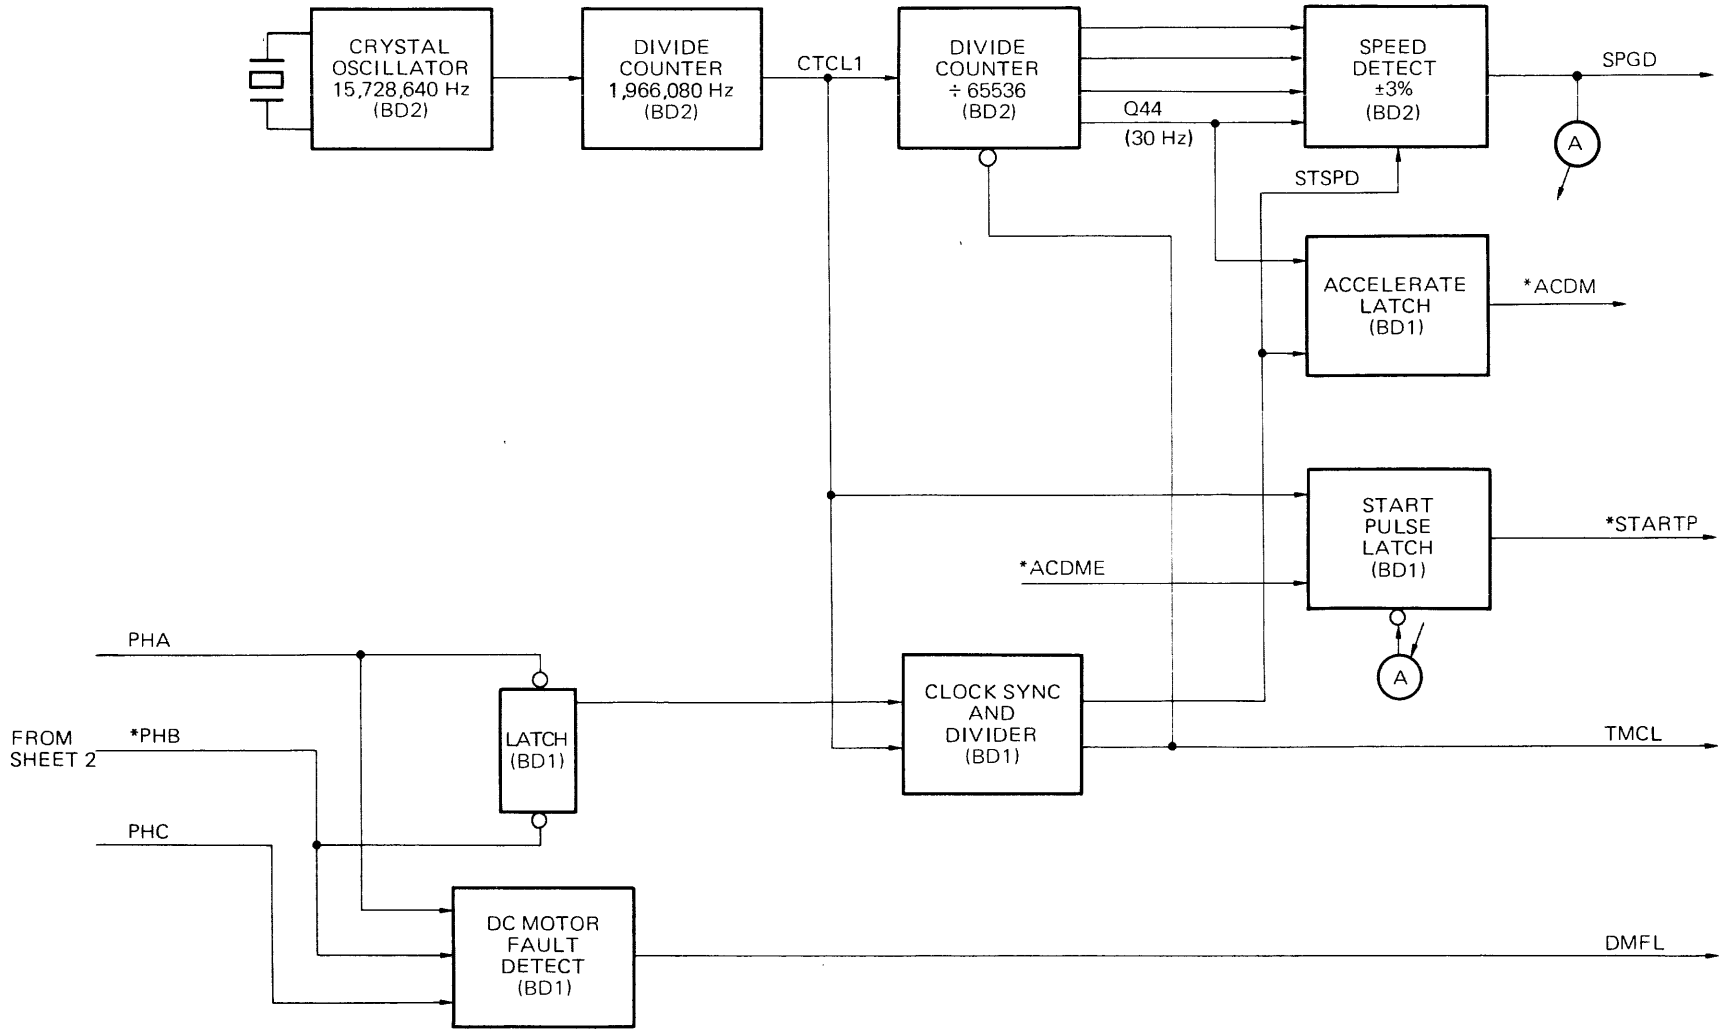 CRYSTAL
OSCILLATOR
15,728,640 Hz
(BD2)
DIVIDE
COUNTER
1,966,080 Hz
(BD2)
CTCL1
DIVIDE
COUNTER
÷ 65536
(BD2)
Q44
(30 Hz)
SPEED
DETECT
±3%
(BD2)
SPGD
A
STSPD
ACCELERATE
LATCH
(BD1)
*ACDM
START
PULSE
LATCH
(BD1)
*STARTP
*ACDME
A
PHA
FROM
SHEET 2
*PHB
PHC
LATCH
(BD1)
CLOCK SYNC
AND
DIVIDER
(BD1)
TMCL
DC MOTOR
FAULT
DETECT
(BD1)
DMFL